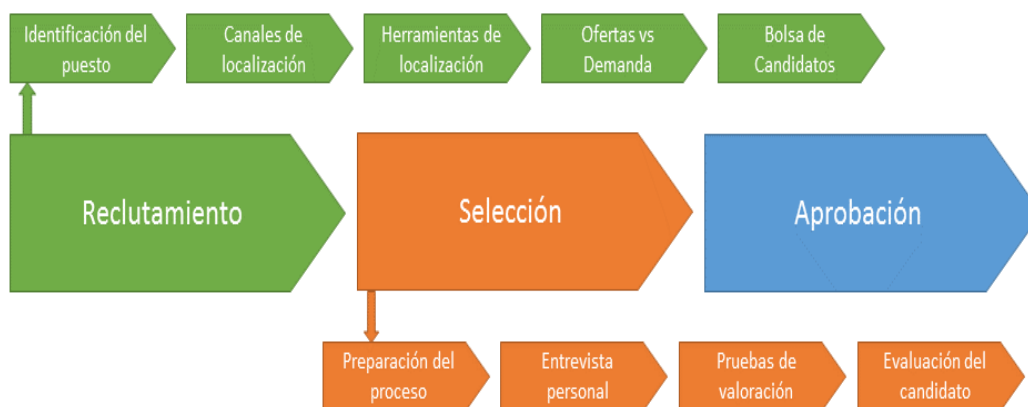 Identificación del
puesto
Canales de
localización
Herramientas de
localización
Ofertas vs
Demanda
Bolsa de
Candidatos
Reclutamiento
Selección
Aprobación
Preparación del
proceso
Entrevista
personal
Pruebas de
valoración
Evaluación del
candidato